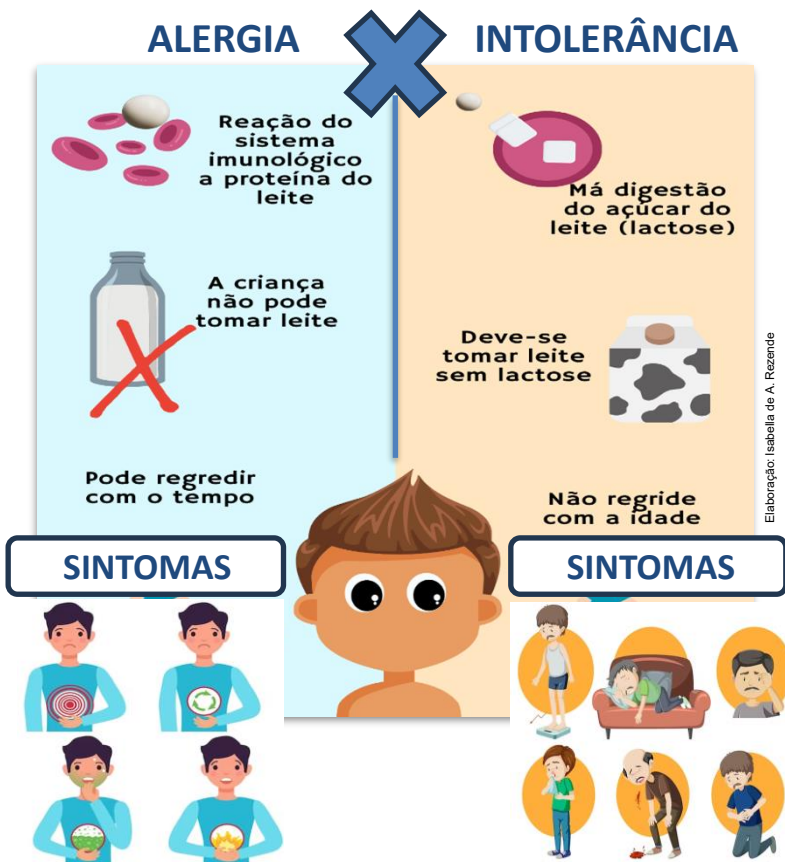 ALERGIA
INTOLERÂNCIA
Reação do
sistema
imunológico
a proteína do
leite
A criança
não pode
tomar leite
Pode regredir
com o tempo
Má digestão
do açúcar do
leite (lactose)
Deve-se
tomar leite
sem lactose
Não regride
com a idade
Elaboração: Isabella de A. Rezende
SINTOMAS
SINTOMAS